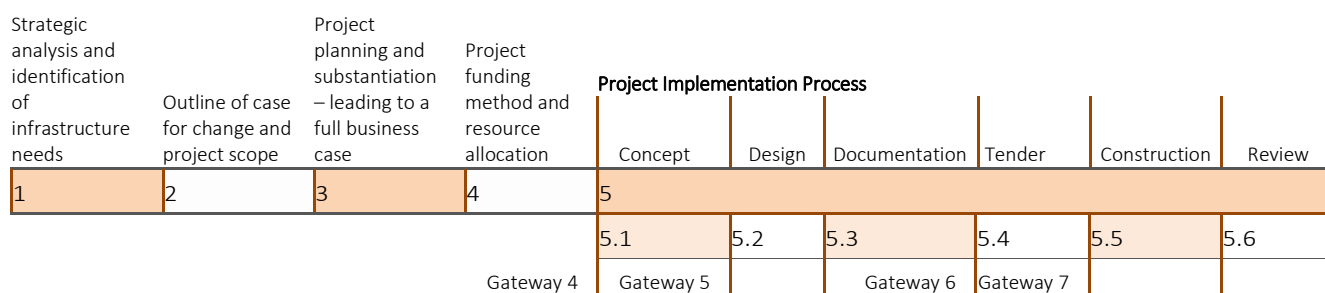 Strategic
analysis and
identification
of
infrastructure
needs
Outline of case
for change and
project scope
Project
planning and
substantiation
– leading to a
full business
case
Project
funding
method and
resource
allocation
Project Implementation Process
Concept
Design
Documentation
Tender
Construction
Review
1
2
3
4
5
5.1
5.2
5.3
5.4
5.5
5.6
Gateway 4
Gateway 5
Gateway 6
Gateway 7